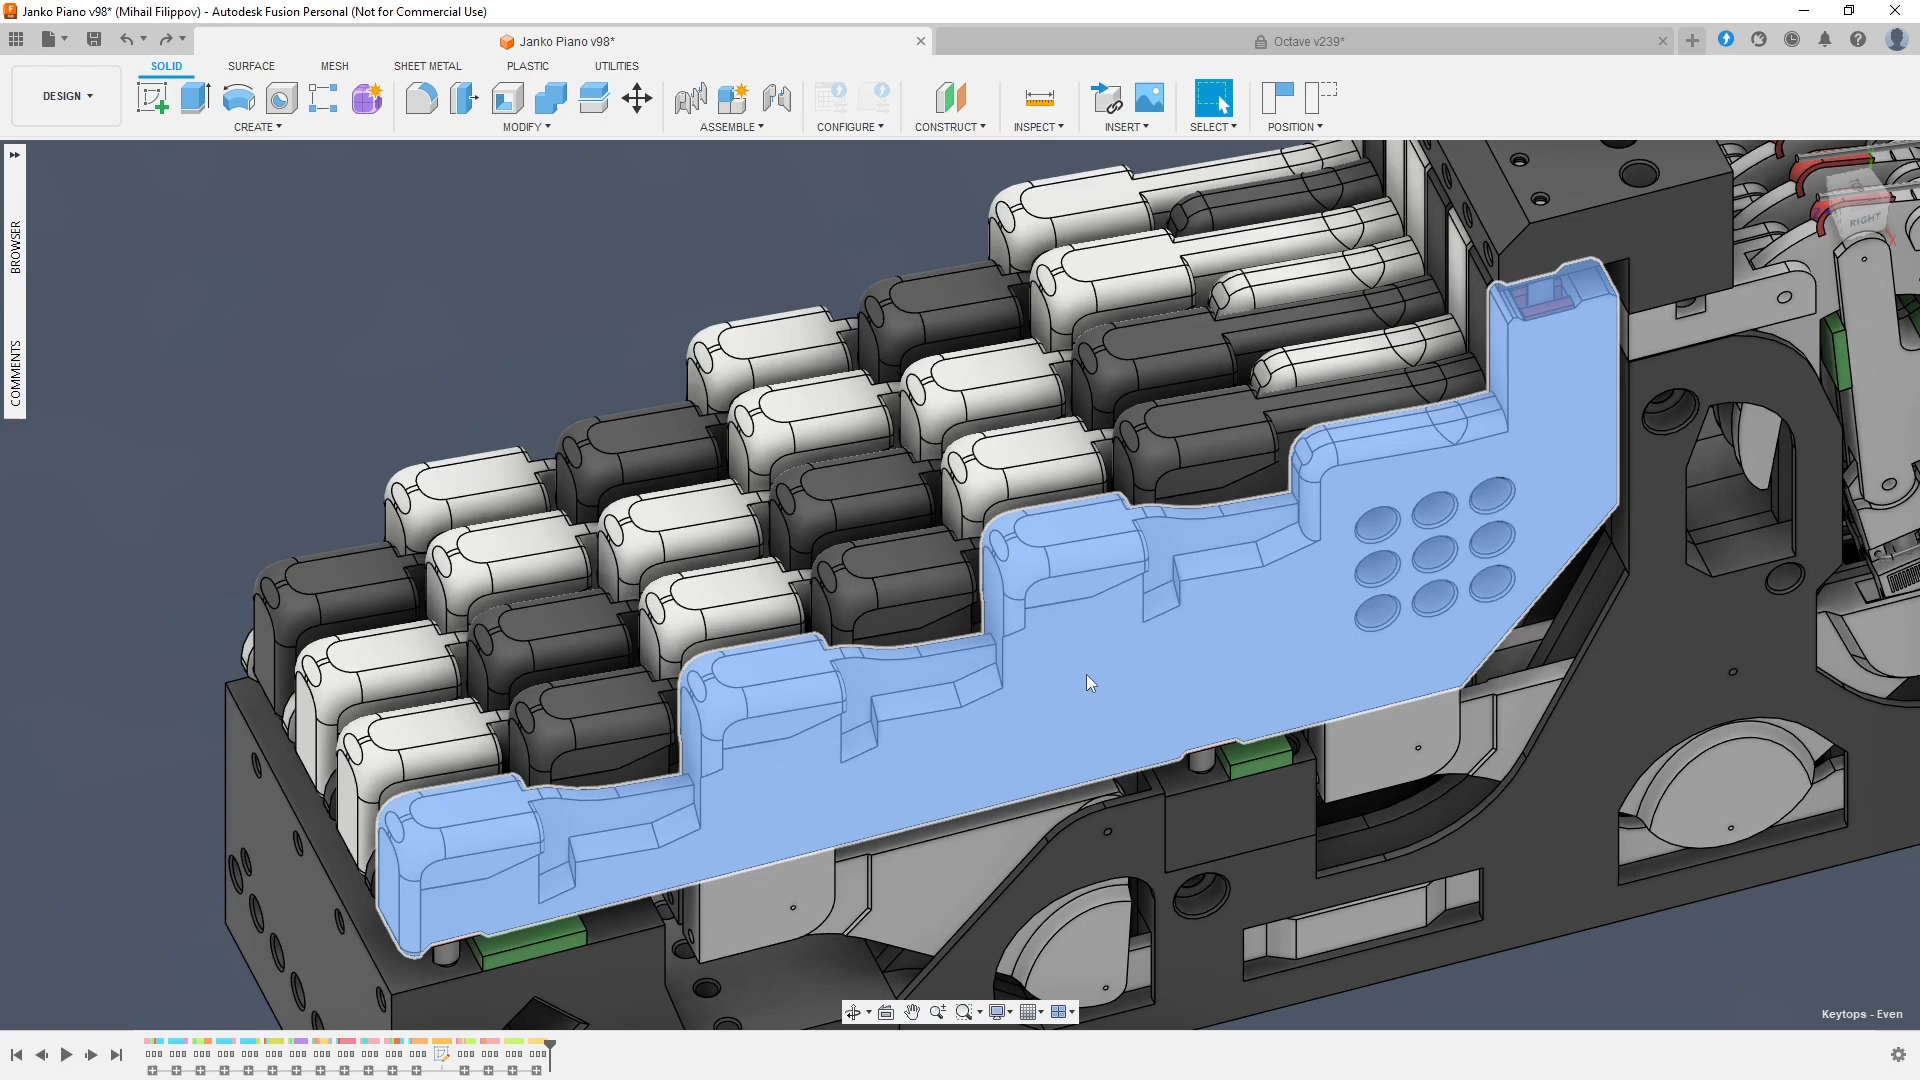 Janko Piano v98* (Mihail Filippov) - Autodesk Fusion Personal (Not for Commercial Use)
Janko Piano v98*
Octave v239*
SOLID
SURFACE
MESH
SHEET METAL
PLASTIC
UTILITIES
DESIGN
CREATE
MODIFY
ASSEMBLE
CONFIGURE
CONSTRUCT
INSPECT
INSERT
SELECT
POSITION
BROWSER
COMMENTS
RIGHT
Keytops - Even